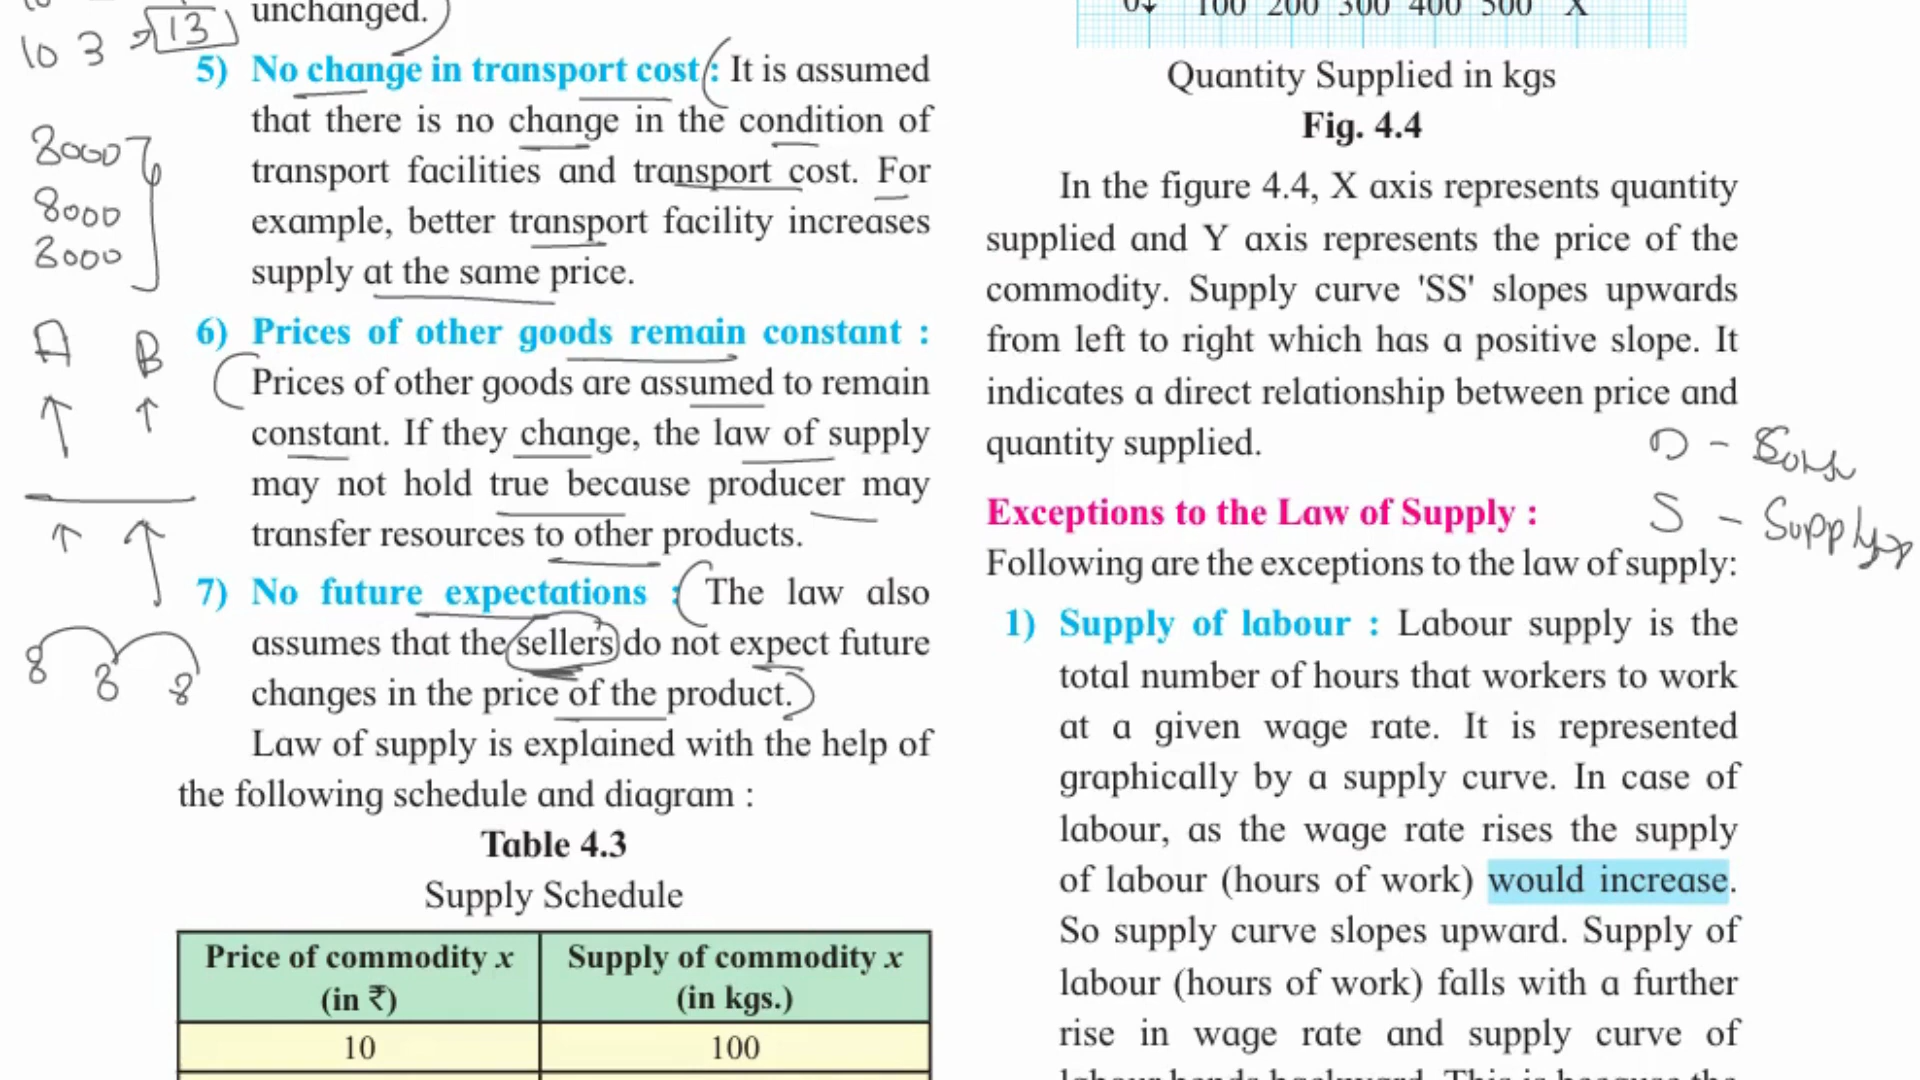 unchanged.
10 3 13
5) No change in transport cost : It is assumed
that there is no change in the condition of
transport facilities and transport cost. For
example, better transport facility increases
supply at the same price.
8000
8000
8000
6) Prices of other goods remain constant :
Prices of other goods are assumed to remain
constant. If they change, the law of supply
may not hold true because producer may
transfer resources to other products.
A B
7) No future expectations : The law also
assumes that the sellers do not expect future
changes in the price of the product.
8 8 8
Law of supply is explained with the help of
the following schedule and diagram :
Table 4.3
Supply Schedule
Price of commodity x (in ₹) Supply of commodity x (in kgs.)
10 100
0 100 200 300 400 500 X
Quantity Supplied in kgs
Fig. 4.4
In the figure 4.4, X axis represents quantity
supplied and Y axis represents the price of the
commodity. Supply curve 'SS' slopes upwards
from left to right which has a positive slope. It
indicates a direct relationship between price and
quantity supplied.
D -
S - Supply
Exceptions to the Law of Supply :
Following are the exceptions to the law of supply:
1) Supply of labour : Labour supply is the
total number of hours that workers to work
at a given wage rate. It is represented
graphically by a supply curve. In case of
labour, as the wage rate rises the supply
of labour (hours of work) would increase.
So supply curve slopes upward. Supply of
labour (hours of work) falls with a further
rise in wage rate and supply curve of
labour bends backward. This is because the